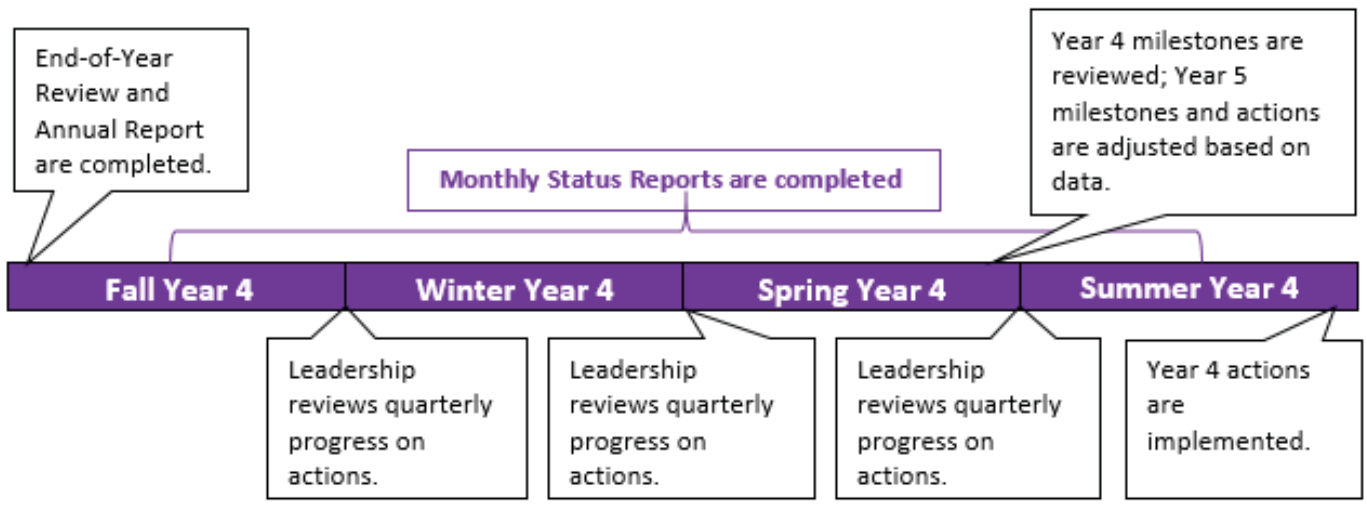 End-of-Year
Review and
Annual Report
are completed.
Year 4 milestones are
reviewed; Year 5
milestones and actions
are adjusted based on
data.
Monthly Status Reports are completed
Fall Year 4
Winter Year 4
Spring Year 4
Summer Year 4
Leadership
reviews quarterly
progress on
actions.
Leadership
reviews quarterly
progress on
actions.
Leadership
reviews quarterly
progress on
actions.
Year 4 actions
are
implemented.